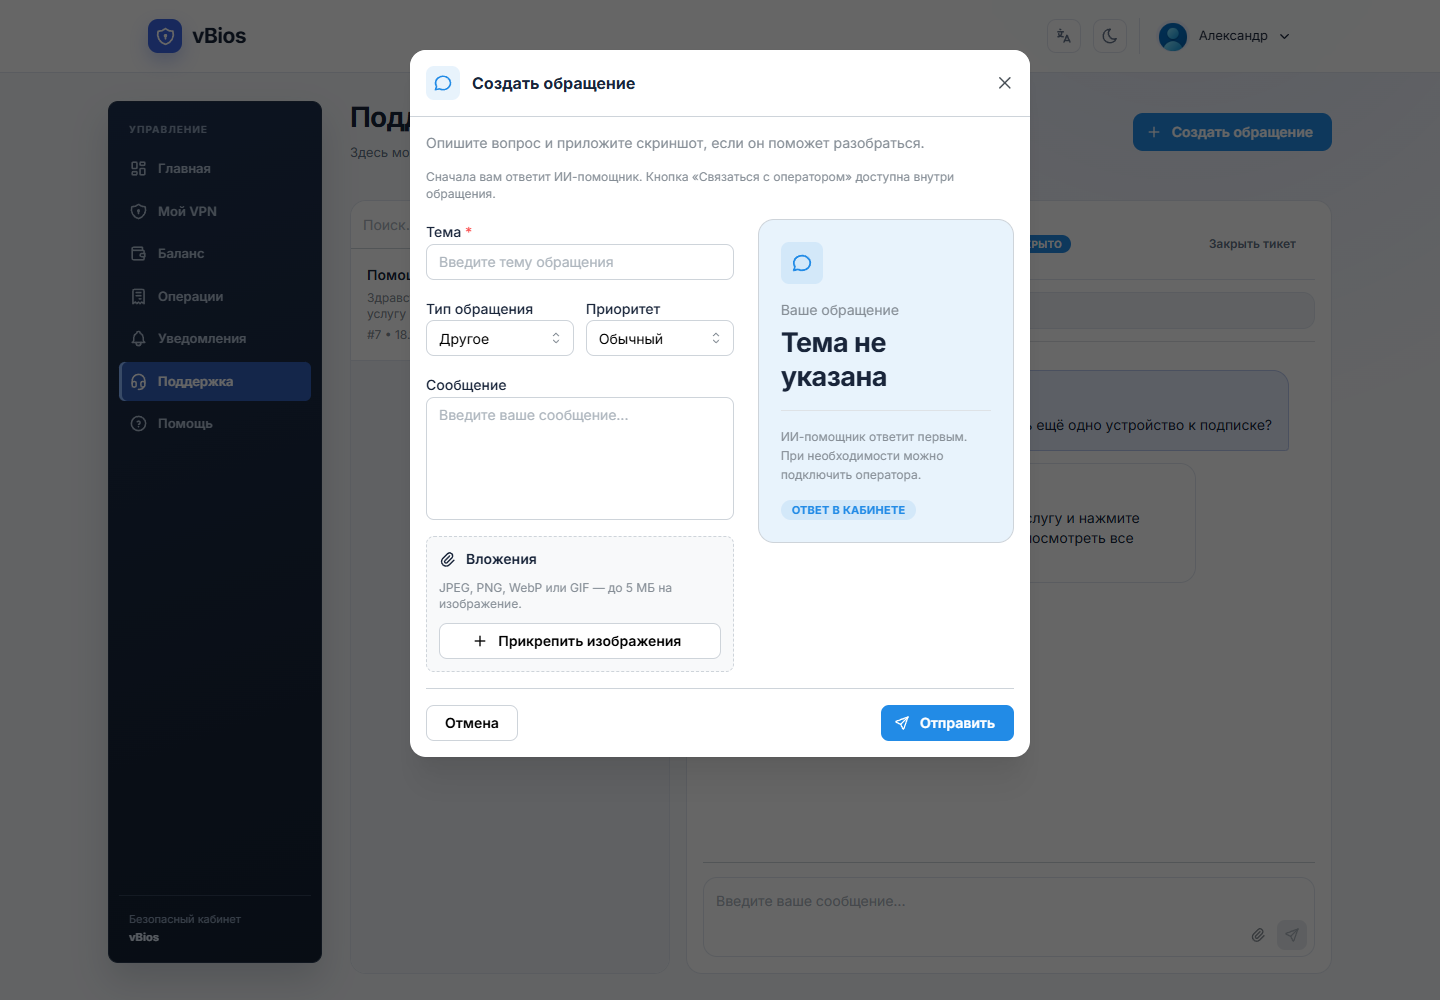 vBios
Александр
УПРАВЛЕНИЕ
Главная
Мой VPN
Баланс
Операции
Уведомления
Поддержка
Помощь
Безопасный кабинет
vBios
Создать обращение
Поиск
#7 • 18.
Закрыть тикет
ещё одно устройство к подписке?
и нажмите
посмотреть все
Введите ваше сообщение...
Создать обращение
Опишите вопрос и приложите скриншот, если он поможет разобраться.
Сначала вам ответит ИИ-помощник. Кнопка «Связаться с оператором» доступна внутри
обращения.
Тема *
Введите тему обращения
Тип обращения
Приоритет
Другое
Обычный
Сообщение
Введите ваше сообщение...
Вложения
JPEG, PNG, WebP или GIF — до 5 МБ на
изображение.
Прикрепить изображения
Ваше обращение
Тема не
указана
ИИ-помощник ответит первым.
При необходимости можно
подключить оператора.
ОТВЕТ В КАБИНЕТЕ
Отмена
Отправить